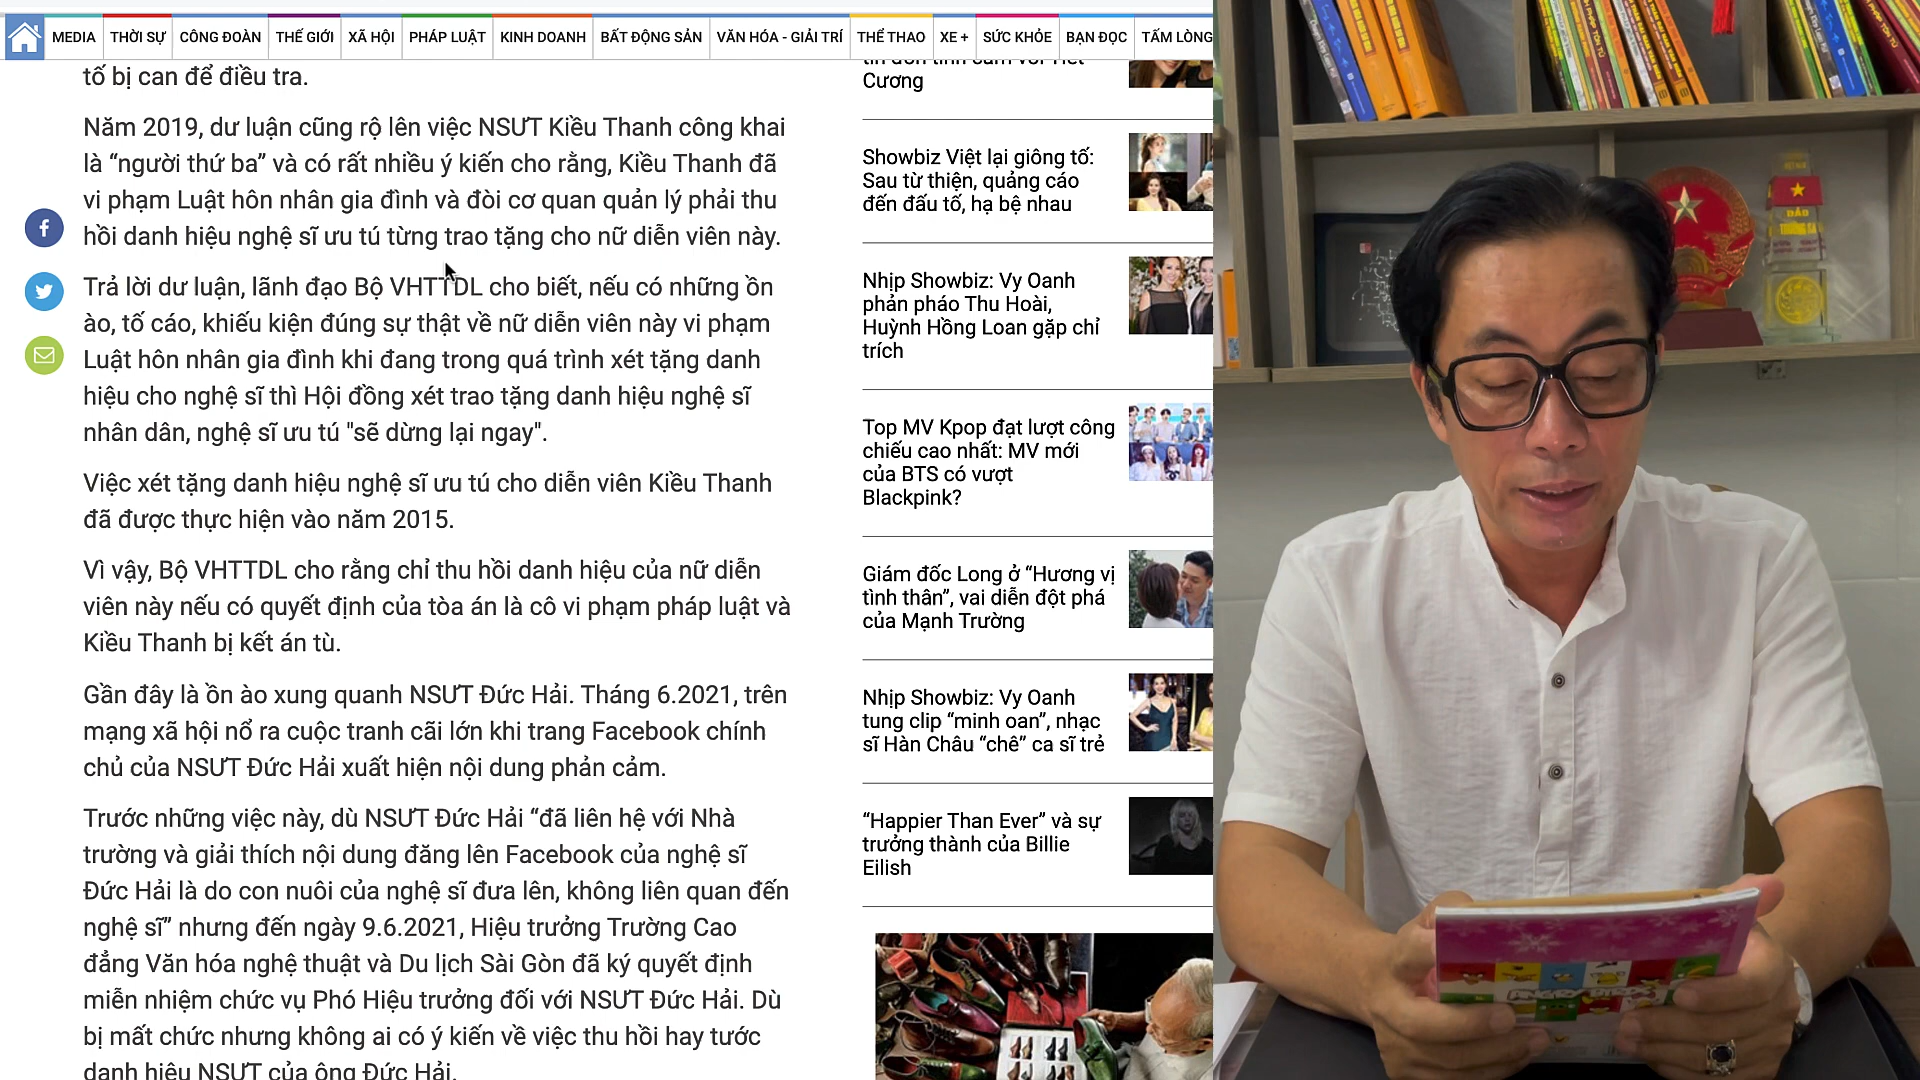 MEDIA THỜI SỰ CÔNG ĐOÀN THẾ GIỚI XÃ HỘI PHÁP LUẬT KINH DOANH BẤT ĐỘNG SẢN VĂN HÓA - GIẢI TRÍ THỂ THAO XE + SỨC KHỎE BẠN ĐỌC TẤM LÒNG
tố bị can để điều tra.
Năm 2019, dư luận cũng rộ lên việc NSƯT Kiều Thanh công khai
là “người thứ ba” và có rất nhiều ý kiến cho rằng, Kiều Thanh đã
vi phạm Luật hôn nhân gia đình và đòi cơ quan quản lý phải thu
hồi danh hiệu nghệ sĩ ưu tú từng trao tặng cho nữ diễn viên này.
Trả lời dư luận, lãnh đạo Bộ VHTTDL cho biết, nếu có những ồn
ào, tố cáo, khiếu kiện đúng sự thật về nữ diễn viên này vi phạm
Luật hôn nhân gia đình khi đang trong quá trình xét tặng danh
hiệu cho nghệ sĩ thì Hội đồng xét trao tặng danh hiệu nghệ sĩ
nhân dân, nghệ sĩ ưu tú "sẽ dừng lại ngay".
Việc xét tặng danh hiệu nghệ sĩ ưu tú cho diễn viên Kiều Thanh
đã được thực hiện vào năm 2015.
Vì vậy, Bộ VHTTDL cho rằng chỉ thu hồi danh hiệu của nữ diễn
viên này nếu có quyết định của tòa án là cô vi phạm pháp luật và
Kiều Thanh bị kết án tù.
Gần đây là ồn ào xung quanh NSƯT Đức Hải. Tháng 6.2021, trên
mạng xã hội nổ ra cuộc tranh cãi lớn khi trang Facebook chính
chủ của NSƯT Đức Hải xuất hiện nội dung phản cảm.
Trước những việc này, dù NSƯT Đức Hải “đã liên hệ với Nhà
trường và giải thích nội dung đăng lên Facebook của nghệ sĩ
Đức Hải là do con nuôi của nghệ sĩ đưa lên, không liên quan đến
nghệ sĩ” nhưng đến ngày 9.6.2021, Hiệu trưởng Trường Cao
đẳng Văn hóa nghệ thuật và Du lịch Sài Gòn đã ký quyết định
miễn nhiệm chức vụ Phó Hiệu trưởng đối với NSƯT Đức Hải. Dù
bị mất chức nhưng không ai có ý kiến về việc thu hồi hay tước
danh hiệu NSƯT của ông Đức Hải.
tin đồn tình cảm với Tiết
Cương
Showbiz Việt lại giông tố:
Sau từ thiện, quảng cáo
đến đấu tố, hạ bệ nhau
Nhịp Showbiz: Vy Oanh
phản pháo Thu Hoài,
Huỳnh Hồng Loan gặp chỉ
trích
Top MV Kpop đạt lượt công
chiếu cao nhất: MV mới
của BTS có vượt
Blackpink?
Giám đốc Long ở “Hương vị
tình thân”, vai diễn đột phá
của Mạnh Trường
Nhịp Showbiz: Vy Oanh
tung clip “minh oan”, nhạc
sĩ Hàn Châu “chê” ca sĩ trẻ
“Happier Than Ever” và sự
trưởng thành của Billie
Eilish
ĐẢO
TRƯỜNG SA